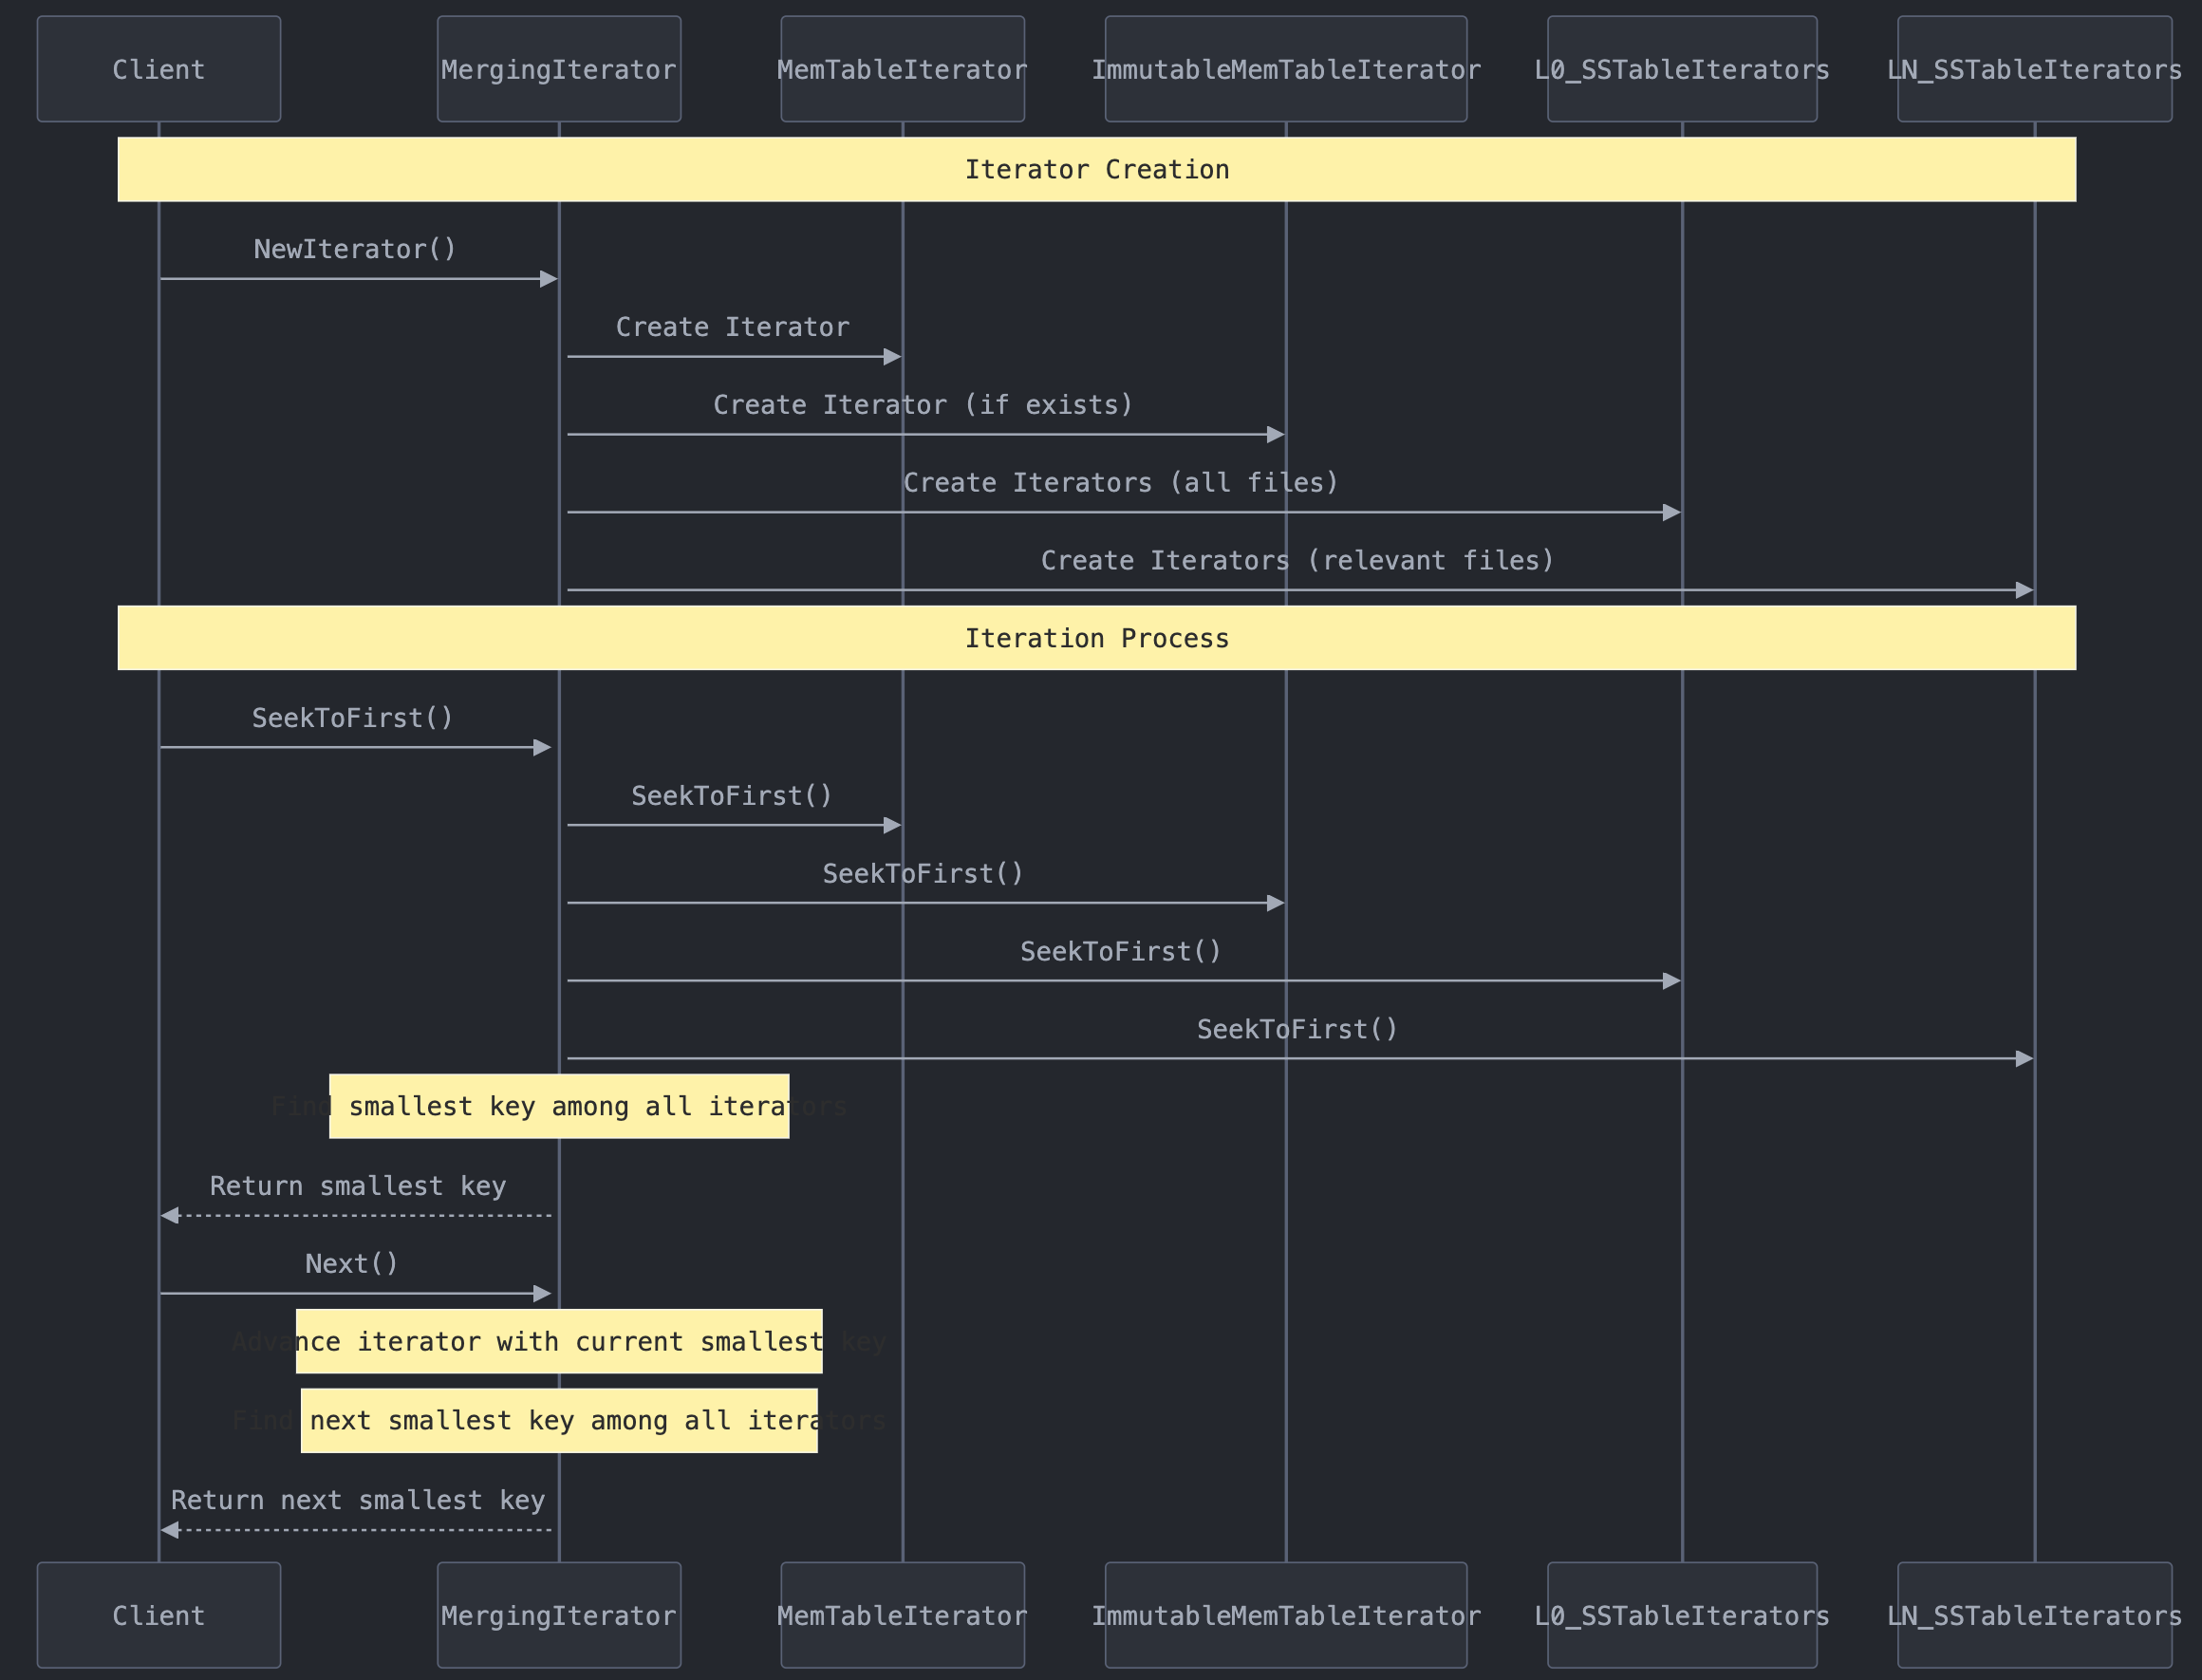 Client
MergingIterator
MemTableIterator
ImmutableMemTableIterator
L0_SSTableIterators
LN_SSTableIterators
Iterator Creation
NewIterator()
Create Iterator
Create Iterator (if exists)
Create Iterators (all files)
Create Iterators (relevant files)
Iteration Process
SeekToFirst()
SeekToFirst()
SeekToFirst()
SeekToFirst()
SeekToFirst()
Find smallest key among all iterators
Return smallest key
Next()
Advance iterator with current smallest key
Find next smallest key among all iterators
Return next smallest key
Client
MergingIterator
MemTableIterator
ImmutableMemTableIterator
L0_SSTableIterators
LN_SSTableIterators